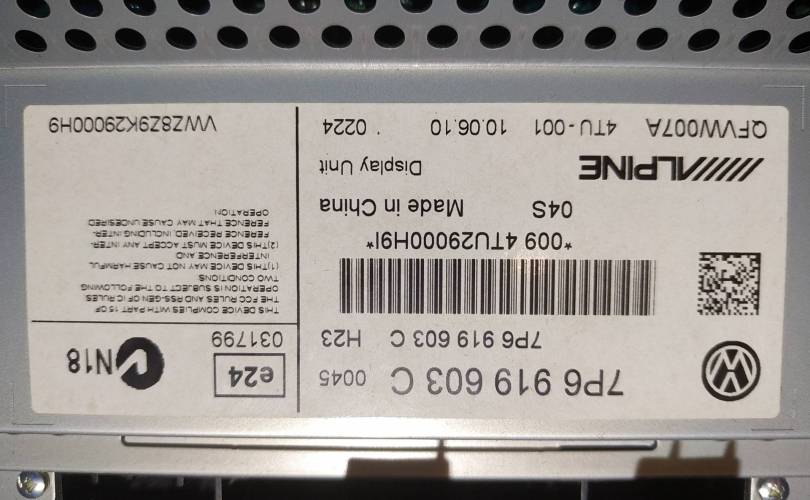 7P6 919 603 C 0045
7P6 919 603 C H23
*009 4TU29000H9I*
04S Made in China
ALPINE Display Unit
QFVW007A 4TU-001 10.06.10 0224
e24 N18
031799
THIS DEVICE COMPLIES WITH PART 15 OF
THE FCC RULES AND RSS-GEN OF IC RULES
OPERATION IS SUBJECT TO THE FOLLOWING
TWO CONDITIONS
(1)THIS DEVICE MAY NOT CAUSE HARMFUL
INTERFERENCE AND
(2)THIS DEVICE MUST ACCEPT ANY INTER-
FERENCE RECEIVED, INCLUDING INTER-
FERENCE THAT MAY CAUSE UNDESIRED
OPERATION
VWZ8Z9K29000H9